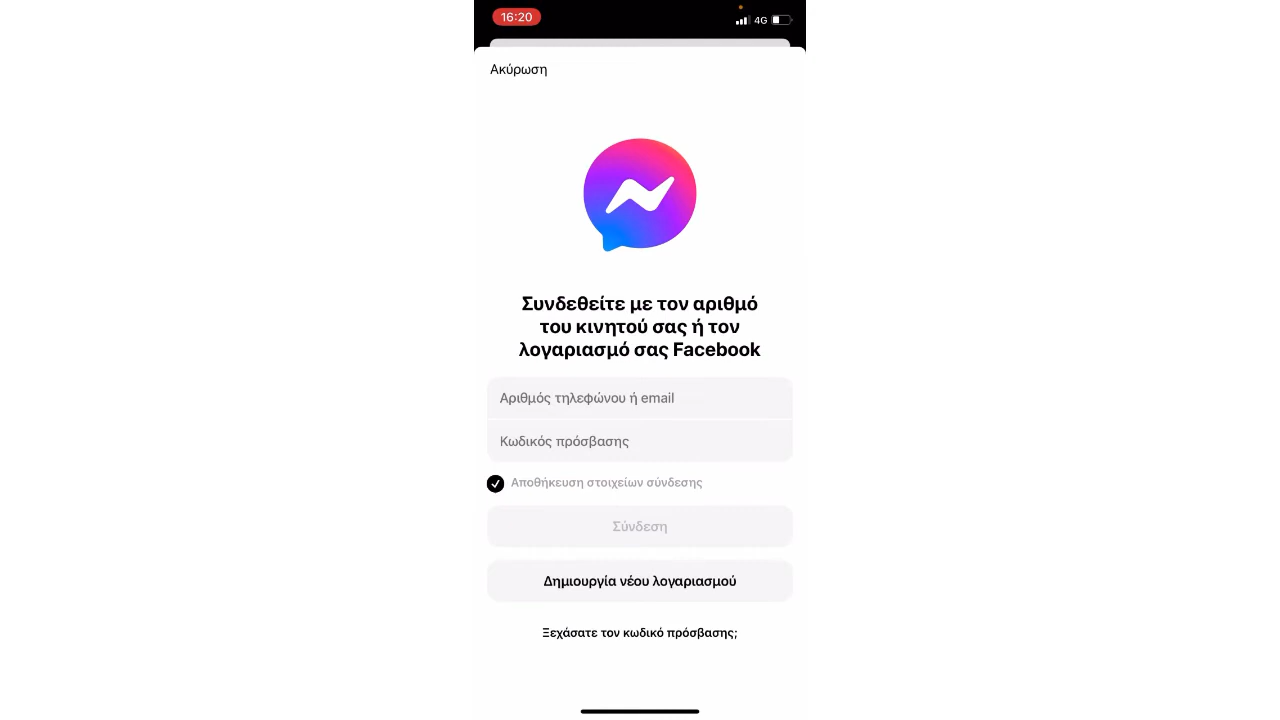 16:20
4G
Ακύρωση
Συνδεθείτε με τον αριθμό
του κινητού σας ή τον
λογαριασμό σας Facebook
Αριθμός τηλεφώνου ή email
Κωδικός πρόσβασης
Αποθήκευση στοιχείων σύνδεσης
Σύνδεση
Δημιουργία νέου λογαριασμού
Ξεχάσατε τον κωδικό πρόσβασης;